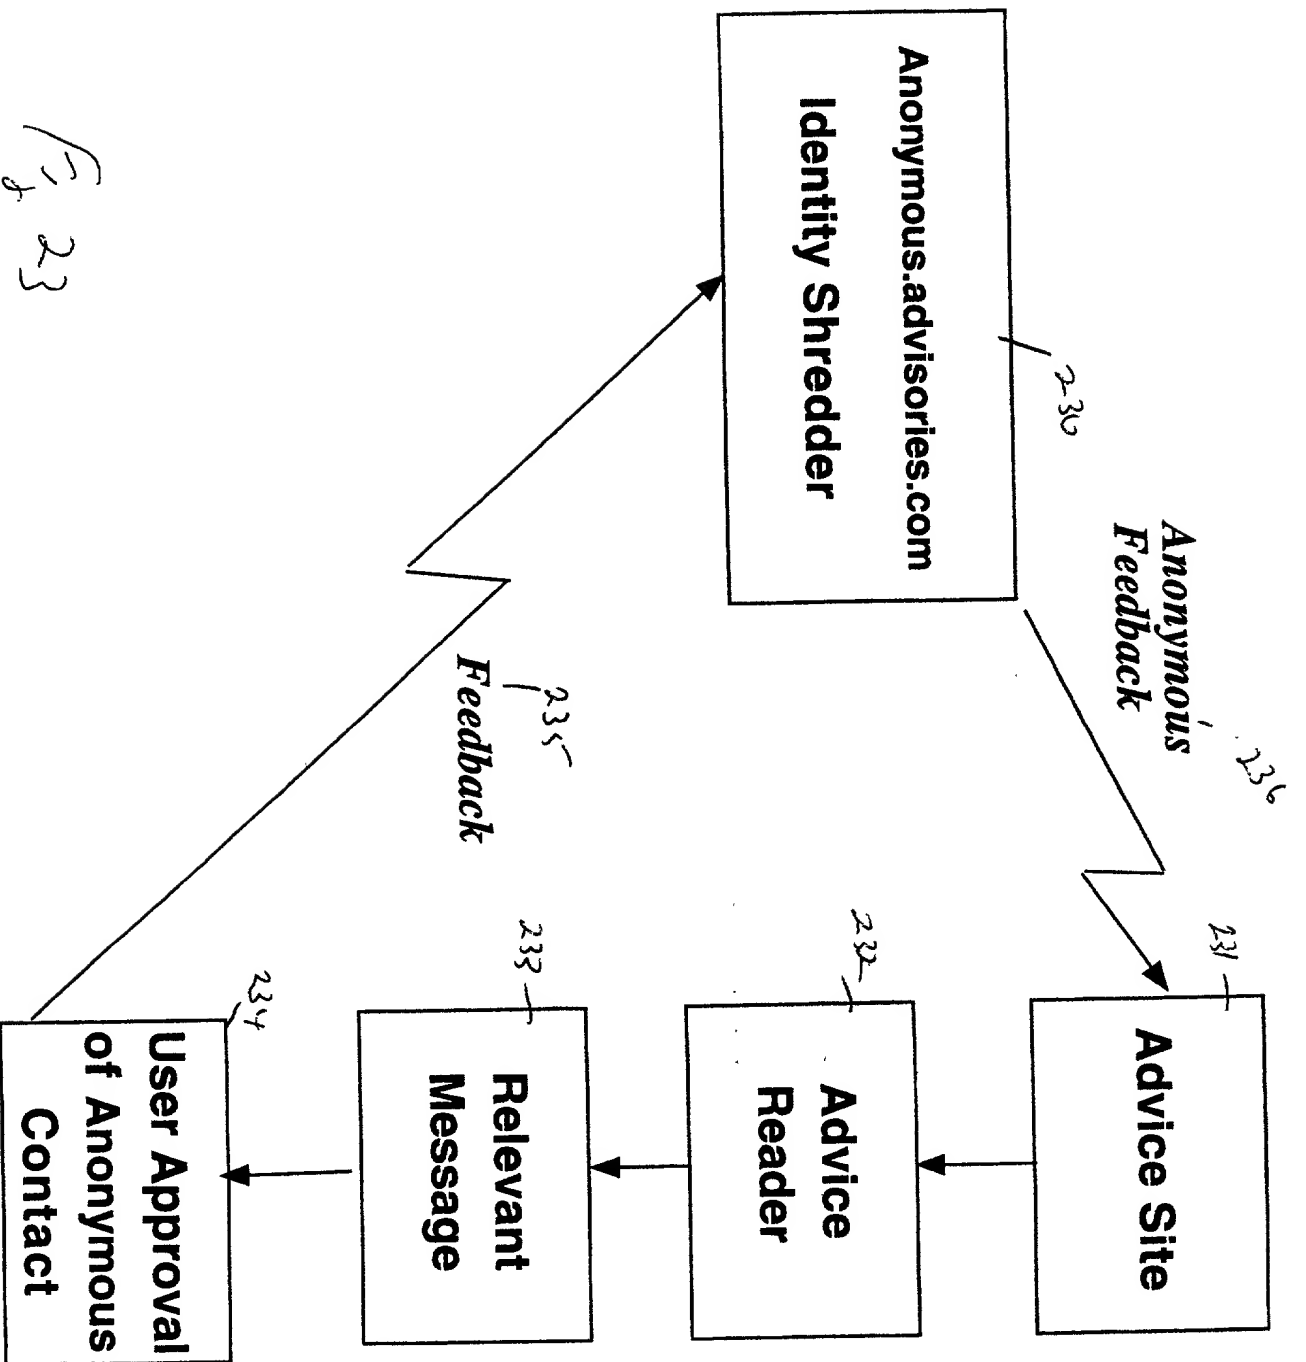 Anonymous.advisories.com
Identity Shredder
230
Anonymous
Feedback
236
231
Advice Site
232
Advice
Reader
233
Relevant
Message
234
User Approval
of Anonymous
Contact
235
Feedback
Fig 23